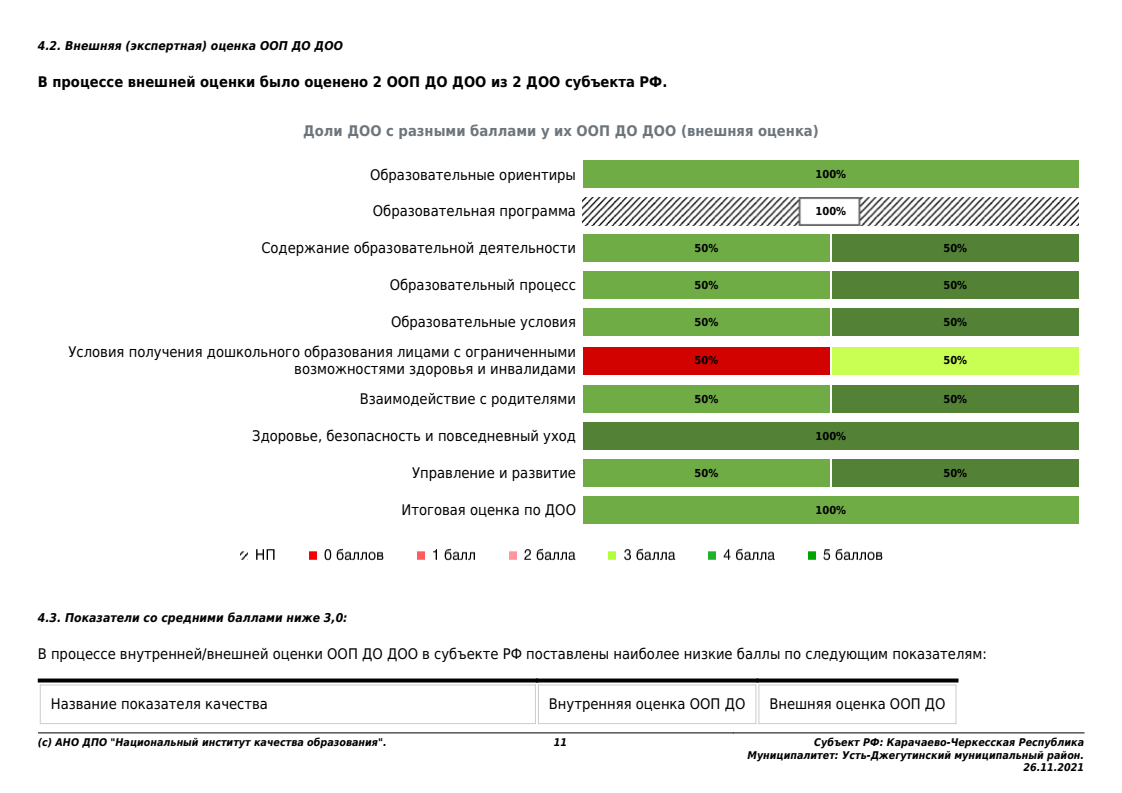 4.2. Внешняя (экспертная) оценка ООП ДО ДОО
В процессе внешней оценки было оценено 2 ООП ДО ДОО из 2 ДОО субъекта РФ.
Доли ДОО с разными баллами у их ООП ДО ДОО (внешняя оценка)
Образовательные ориентиры 100%
Образовательная программа 100%
Содержание образовательной деятельности 50% 50%
Образовательный процесс 50% 50%
Образовательные условия 50% 50%
Условия получения дошкольного образования лицами с ограниченными
возможностями здоровья и инвалидами 50% 50%
Взаимодействие с родителями 50% 50%
Здоровье, безопасность и повседневный уход 100%
Управление и развитие 50% 50%
Итоговая оценка по ДОО 100%
НП 0 баллов 1 балл 2 балла 3 балла 4 балла 5 баллов
4.3. Показатели со средними баллами ниже 3,0:
В процессе внутренней/внешней оценки ООП ДО ДОО в субъекте РФ поставлены наиболее низкие баллы по следующим показателям:
Название показателя качества Внутренняя оценка ООП ДО Внешняя оценка ООП ДО
(с) АНО ДПО "Национальный институт качества образования". 11 Субъект РФ: Карачаево-Черкесская Республика
Муниципалитет: Усть-Джегутинский муниципальный район.
26.11.2021